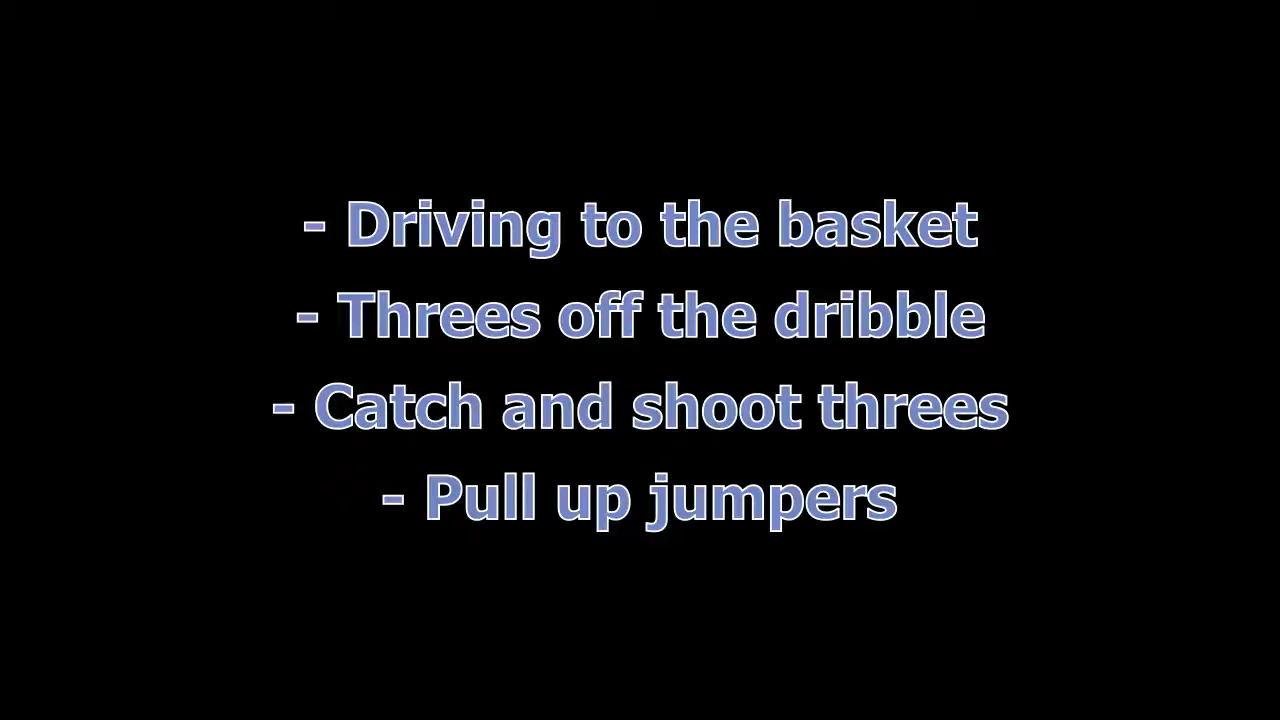 - Driving to the basket
- Threes off the dribble
- Catch and shoot threes
- Pull up jumpers